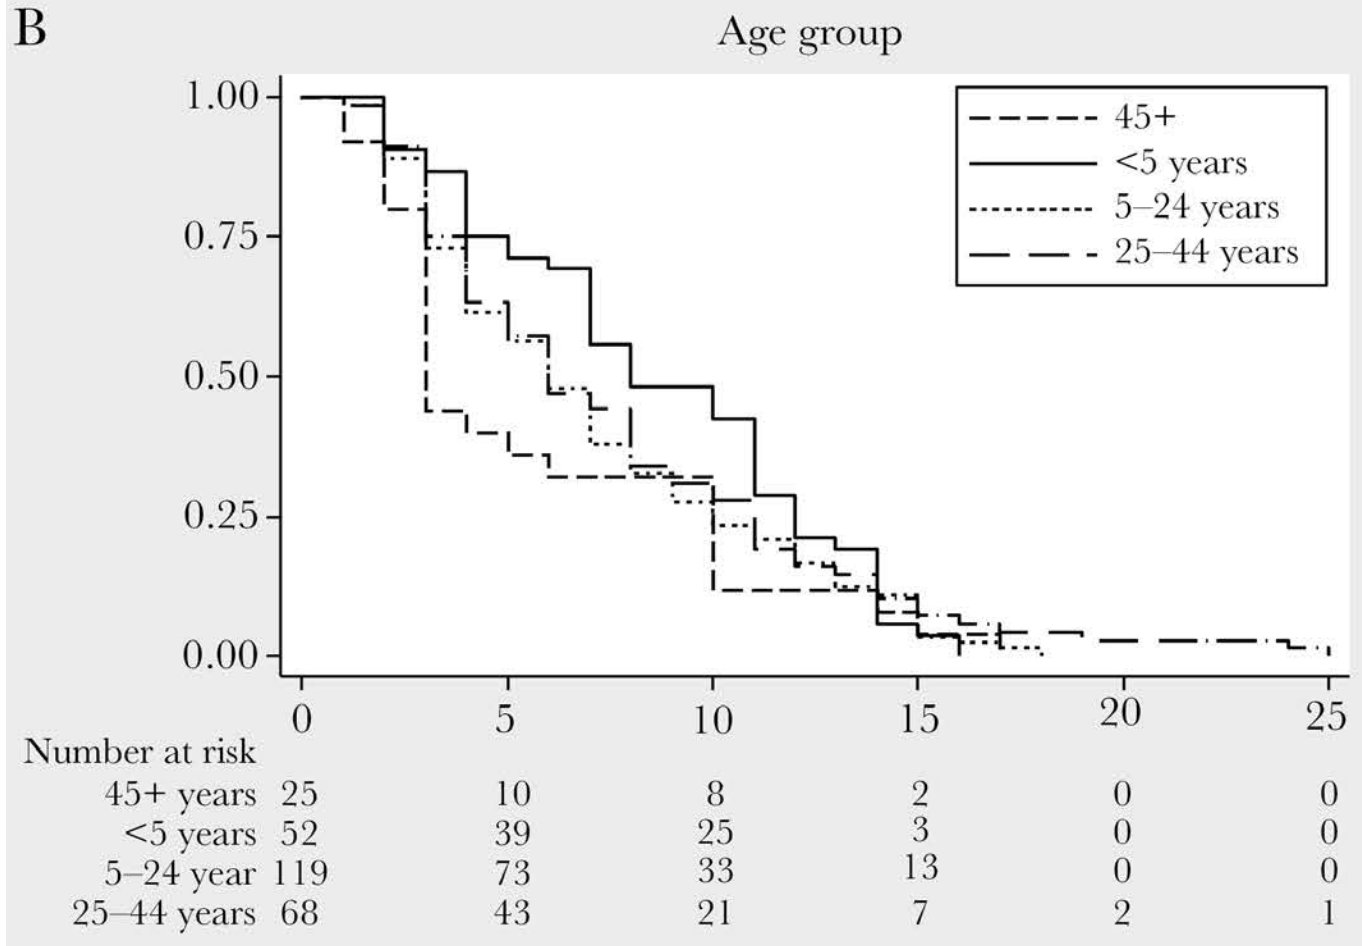 B
Age group
1.00
0.75
0.50
0.25
0.00
45+
<5 years
5–24 years
25–44 years
0 5 10 15 20 25
Number at risk
45+ years 25 10 8 2 0 0
<5 years 52 39 25 3 0 0
5–24 year 119 73 33 13 0 0
25–44 years 68 43 21 7 2 1